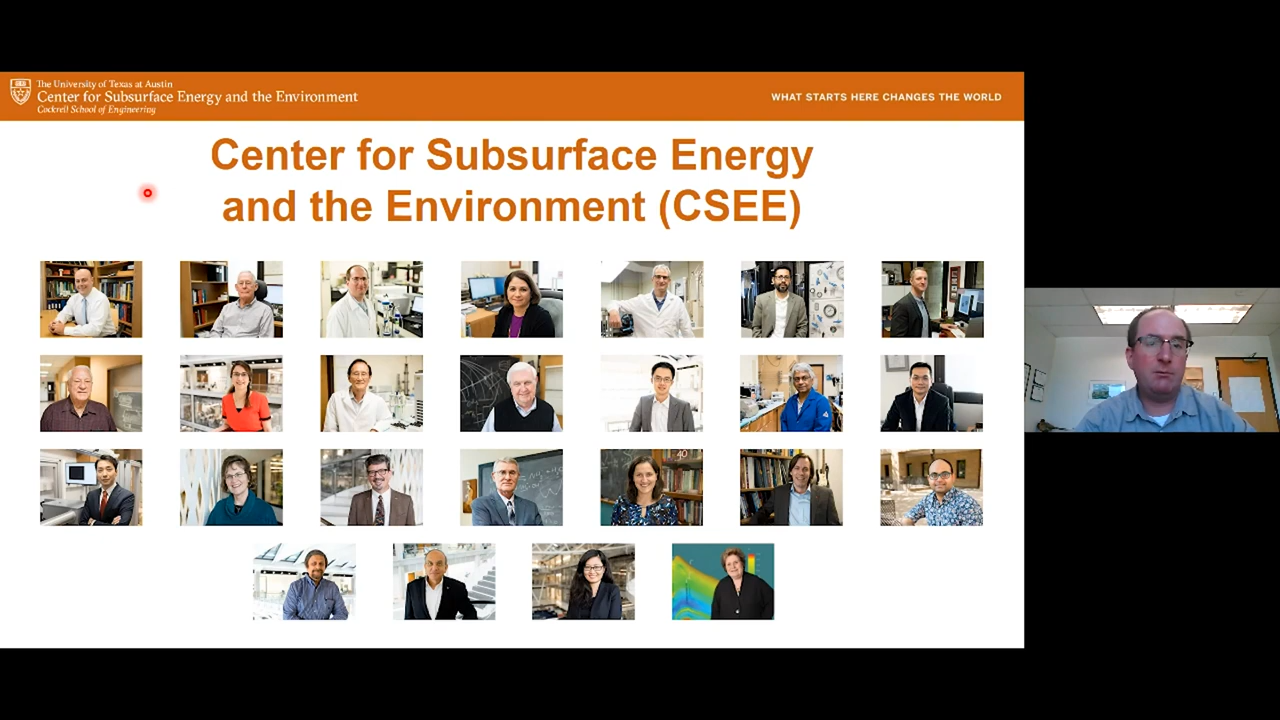 The University of Texas at Austin
Center for Subsurface Energy and the Environment
Cockrell School of Engineering
WHAT STARTS HERE CHANGES THE WORLD
Center for Subsurface Energy
and the Environment (CSEE)
40